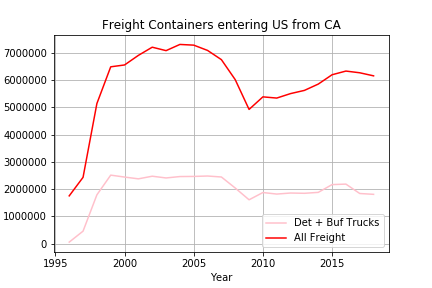 Freight Containers entering US from CA
7000000
6000000
5000000
4000000
3000000
2000000
1000000
0
Det + Buf Trucks
All Freight
1995 2000 2005 2010 2015
Year